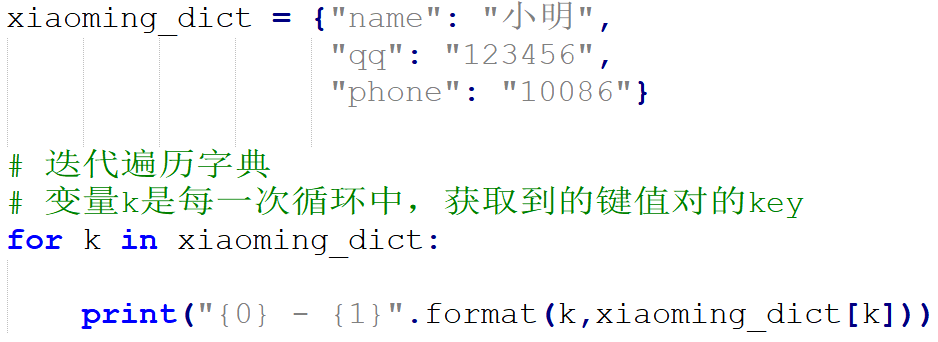 xiaoming_dict = {"name": "小明",
"qq": "123456",
"phone": "10086"}
# 迭代遍历字典
# 变量k是每一次循环中，获取到的键值对的key
for k in xiaoming_dict:
print("{0} - {1}".format(k,xiaoming_dict[k]))